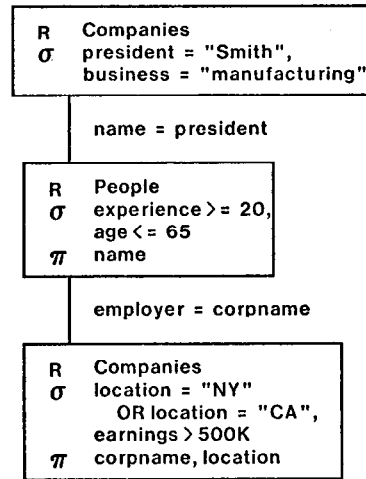 R Companies
σ president = "Smith",
business = "manufacturing"
name = president
R People
σ experience >= 20,
age <= 65
π name
employer = corpname
R Companies
σ location = "NY"
OR location = "CA",
earnings > 500K
π corpname, location